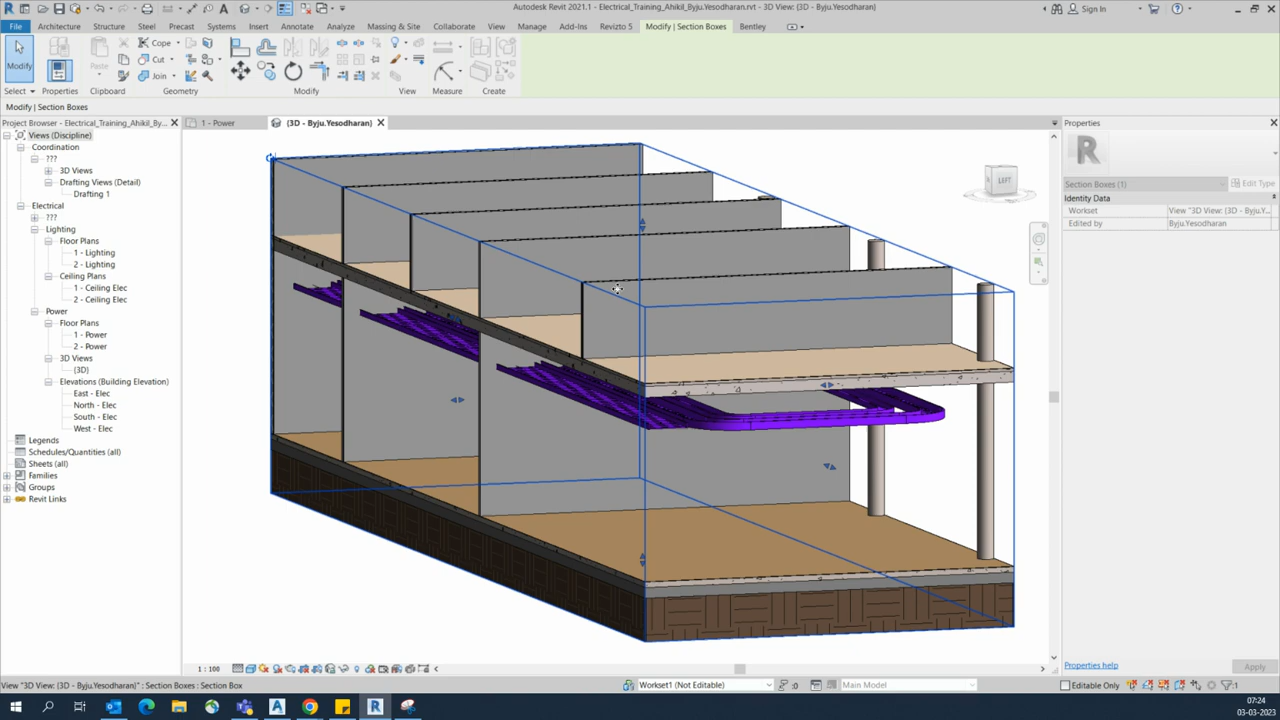 Autodesk Revit 2021.1 - Electrical_Training_Ahikil_Byju.Yesodharan.rvt - 3D View: (3D - Byju.Yesodharan)
Sign In
File Architecture Structure Steel Precast Systems Insert Annotate Analyze Massing & Site Collaborate View Manage Add-Ins Revizto 5 Modify | Section Boxes Bentley
Modify Paste Cope
Cut
Join
Select Properties Clipboard Geometry Modify View Measure Create
Modify | Section Boxes
Project Browser - Electrical_Training_Ahikil_By...
1 - Power
(3D - Byju.Yesodharan)
Properties
Views (Discipline)
Coordination
???
3D Views
Drafting Views (Detail)
Drafting 1
Electrical
???
Lighting
Floor Plans
1 - Lighting
2 - Lighting
Ceiling Plans
1 - Ceiling Elec
2 - Ceiling Elec
Power
Floor Plans
1 - Power
2 - Power
3D Views
{3D}
Elevations (Building Elevation)
East - Elec
North - Elec
South - Elec
West - Elec
Legends
Schedules/Quantities (all)
Sheets (all)
Families
Groups
Revit Links
LEFT
R
Section Boxes (1)
Edit Type
Identity Data
Workset View "3D View: (3D - Byju.Y...
Edited by Byju.Yesodharan
1 : 100
Properties help
Apply
View "3D View: (3D - Byju.Yesodharan)" : Section Boxes : Section Box
Workset1 (Not Editable)
:0
Main Model
Editable Only
:1
07:24
03-03-2023